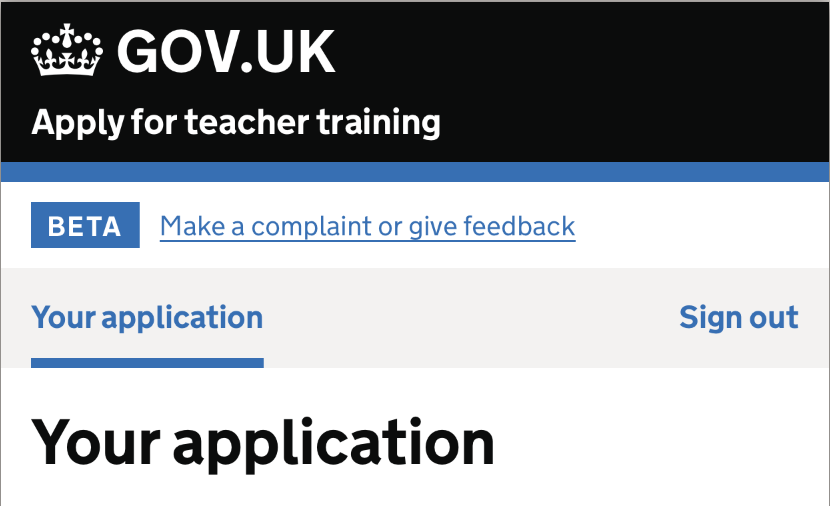 GOV.UK
Apply for teacher training
BETA Make a complaint or give feedback
Your application Sign out
Your application